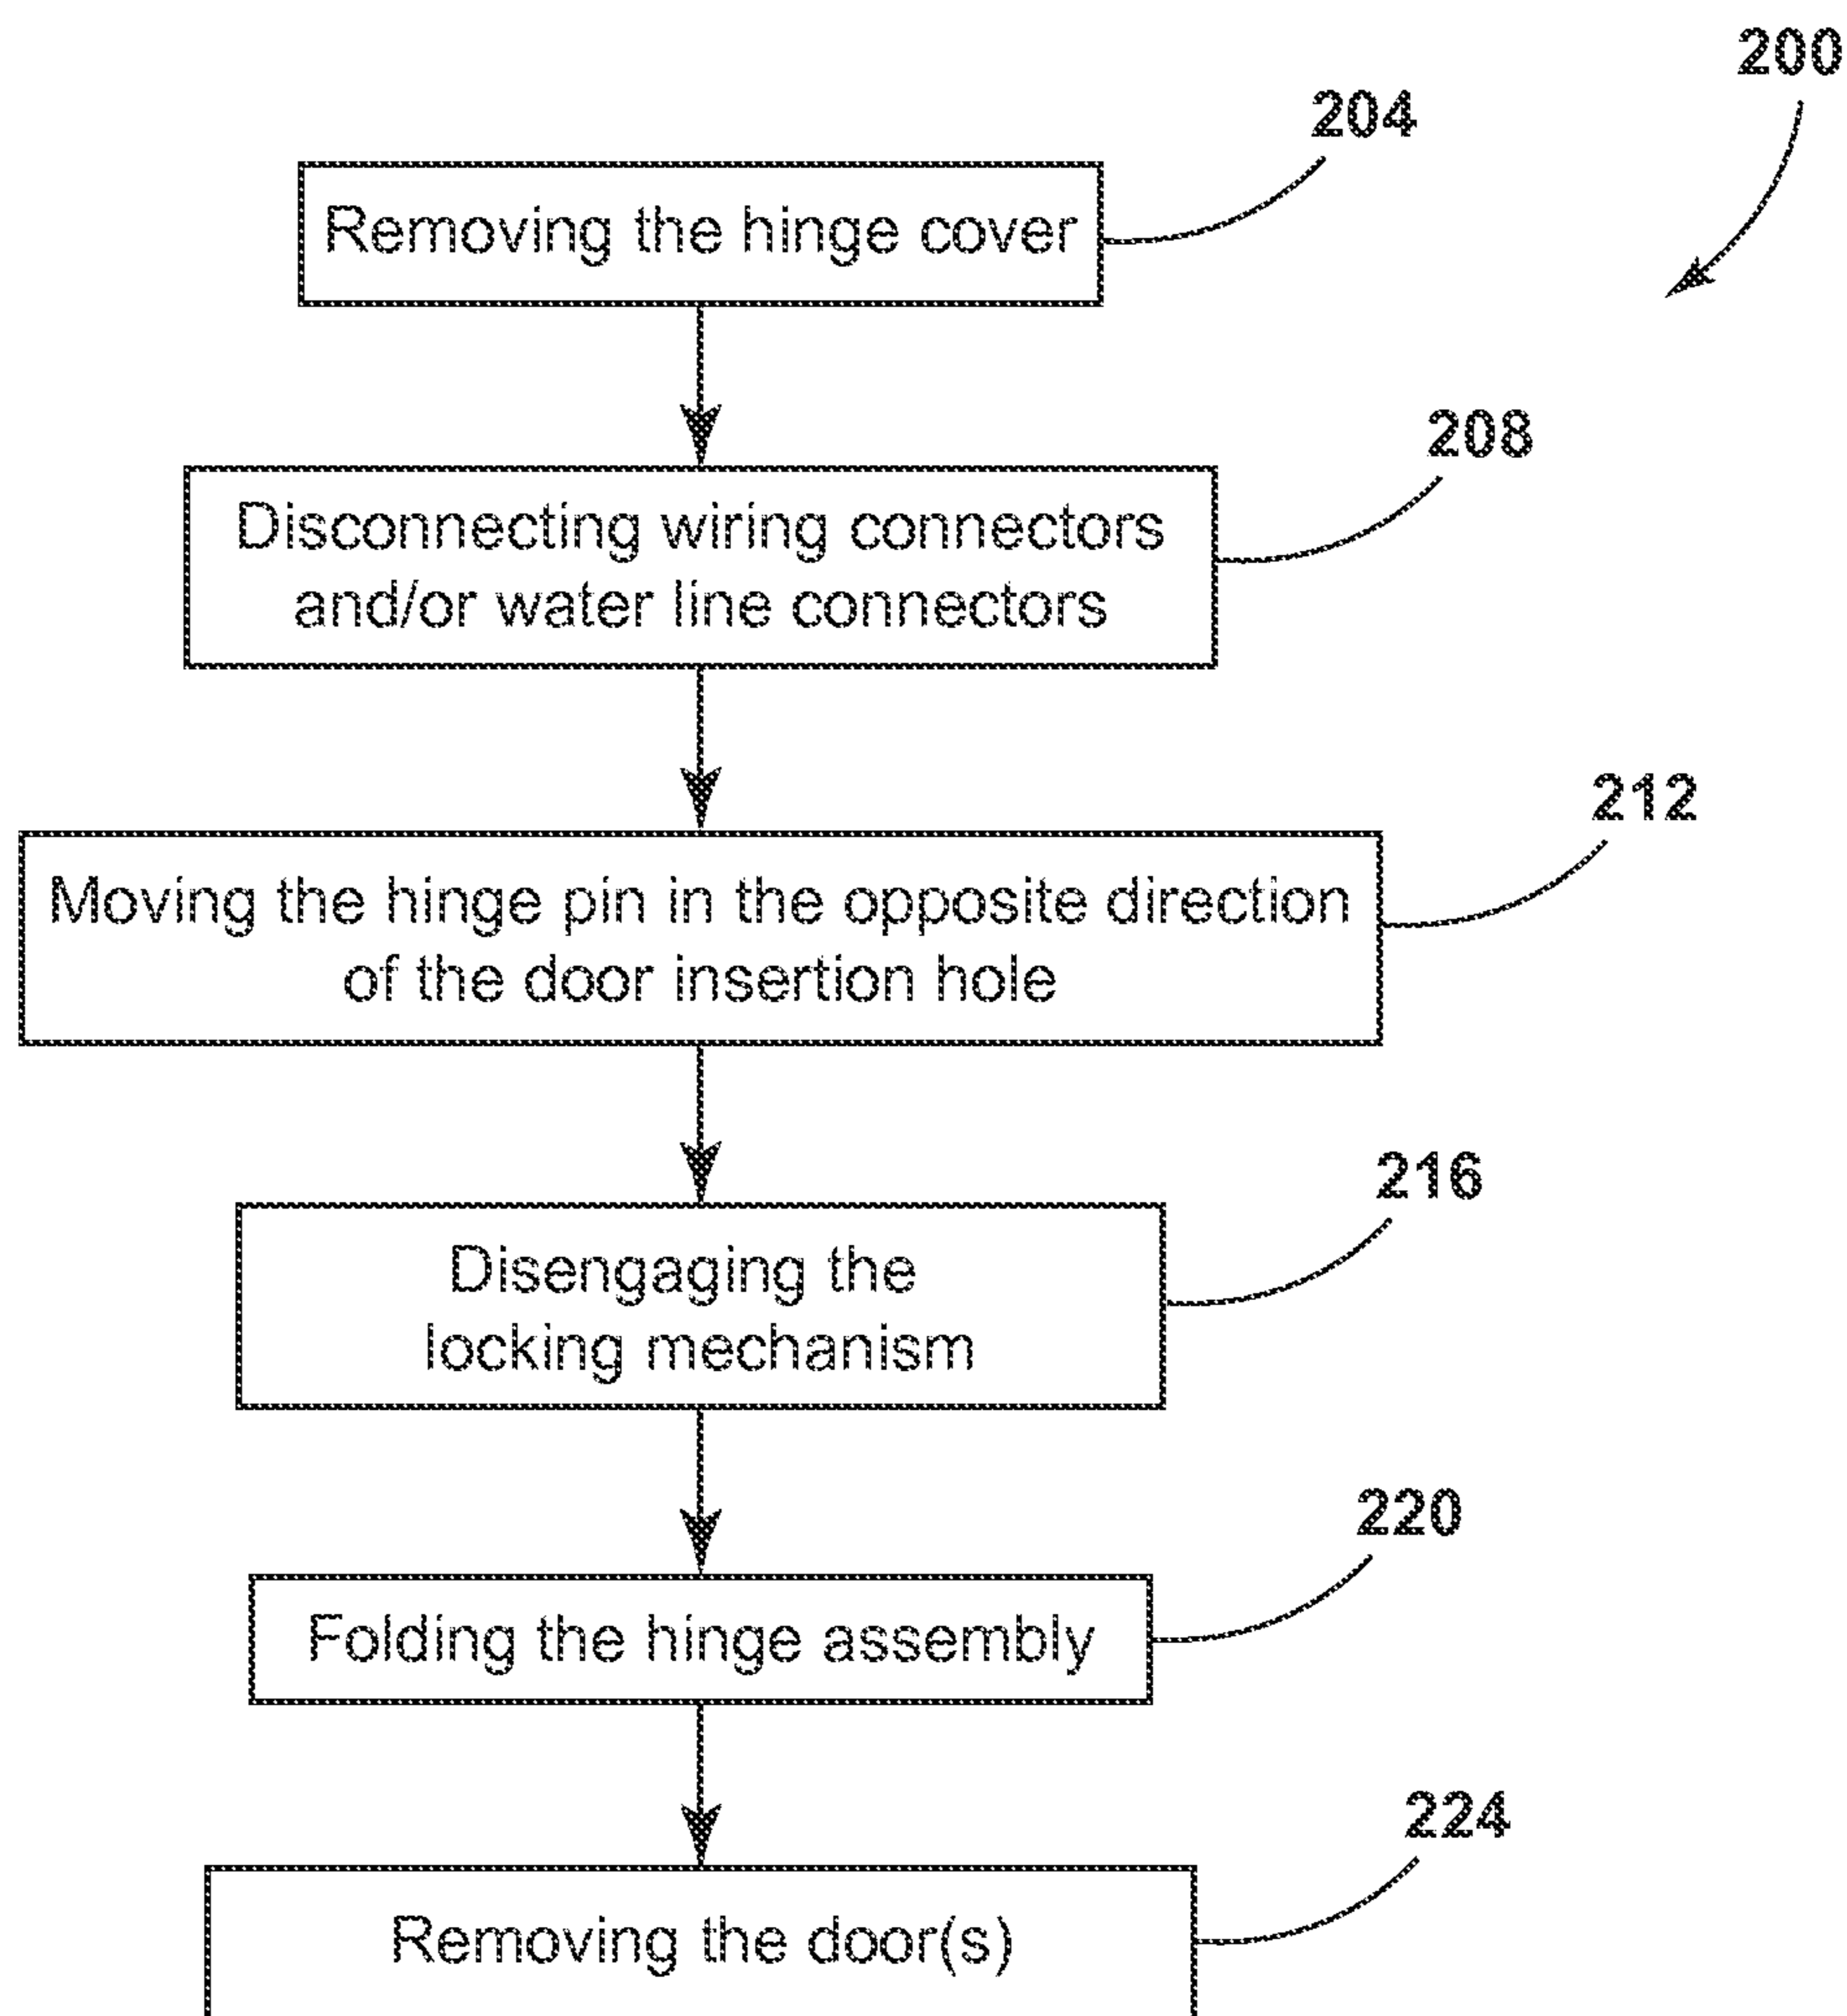 200
204
Removing the hinge cover
208
Disconnecting wiring connectors
and/or water line connectors
212
Moving the hinge pin in the opposite direction
of the door insertion hole
216
Disengaging the
locking mechanism
220
Folding the hinge assembly
224
Removing the door(s)